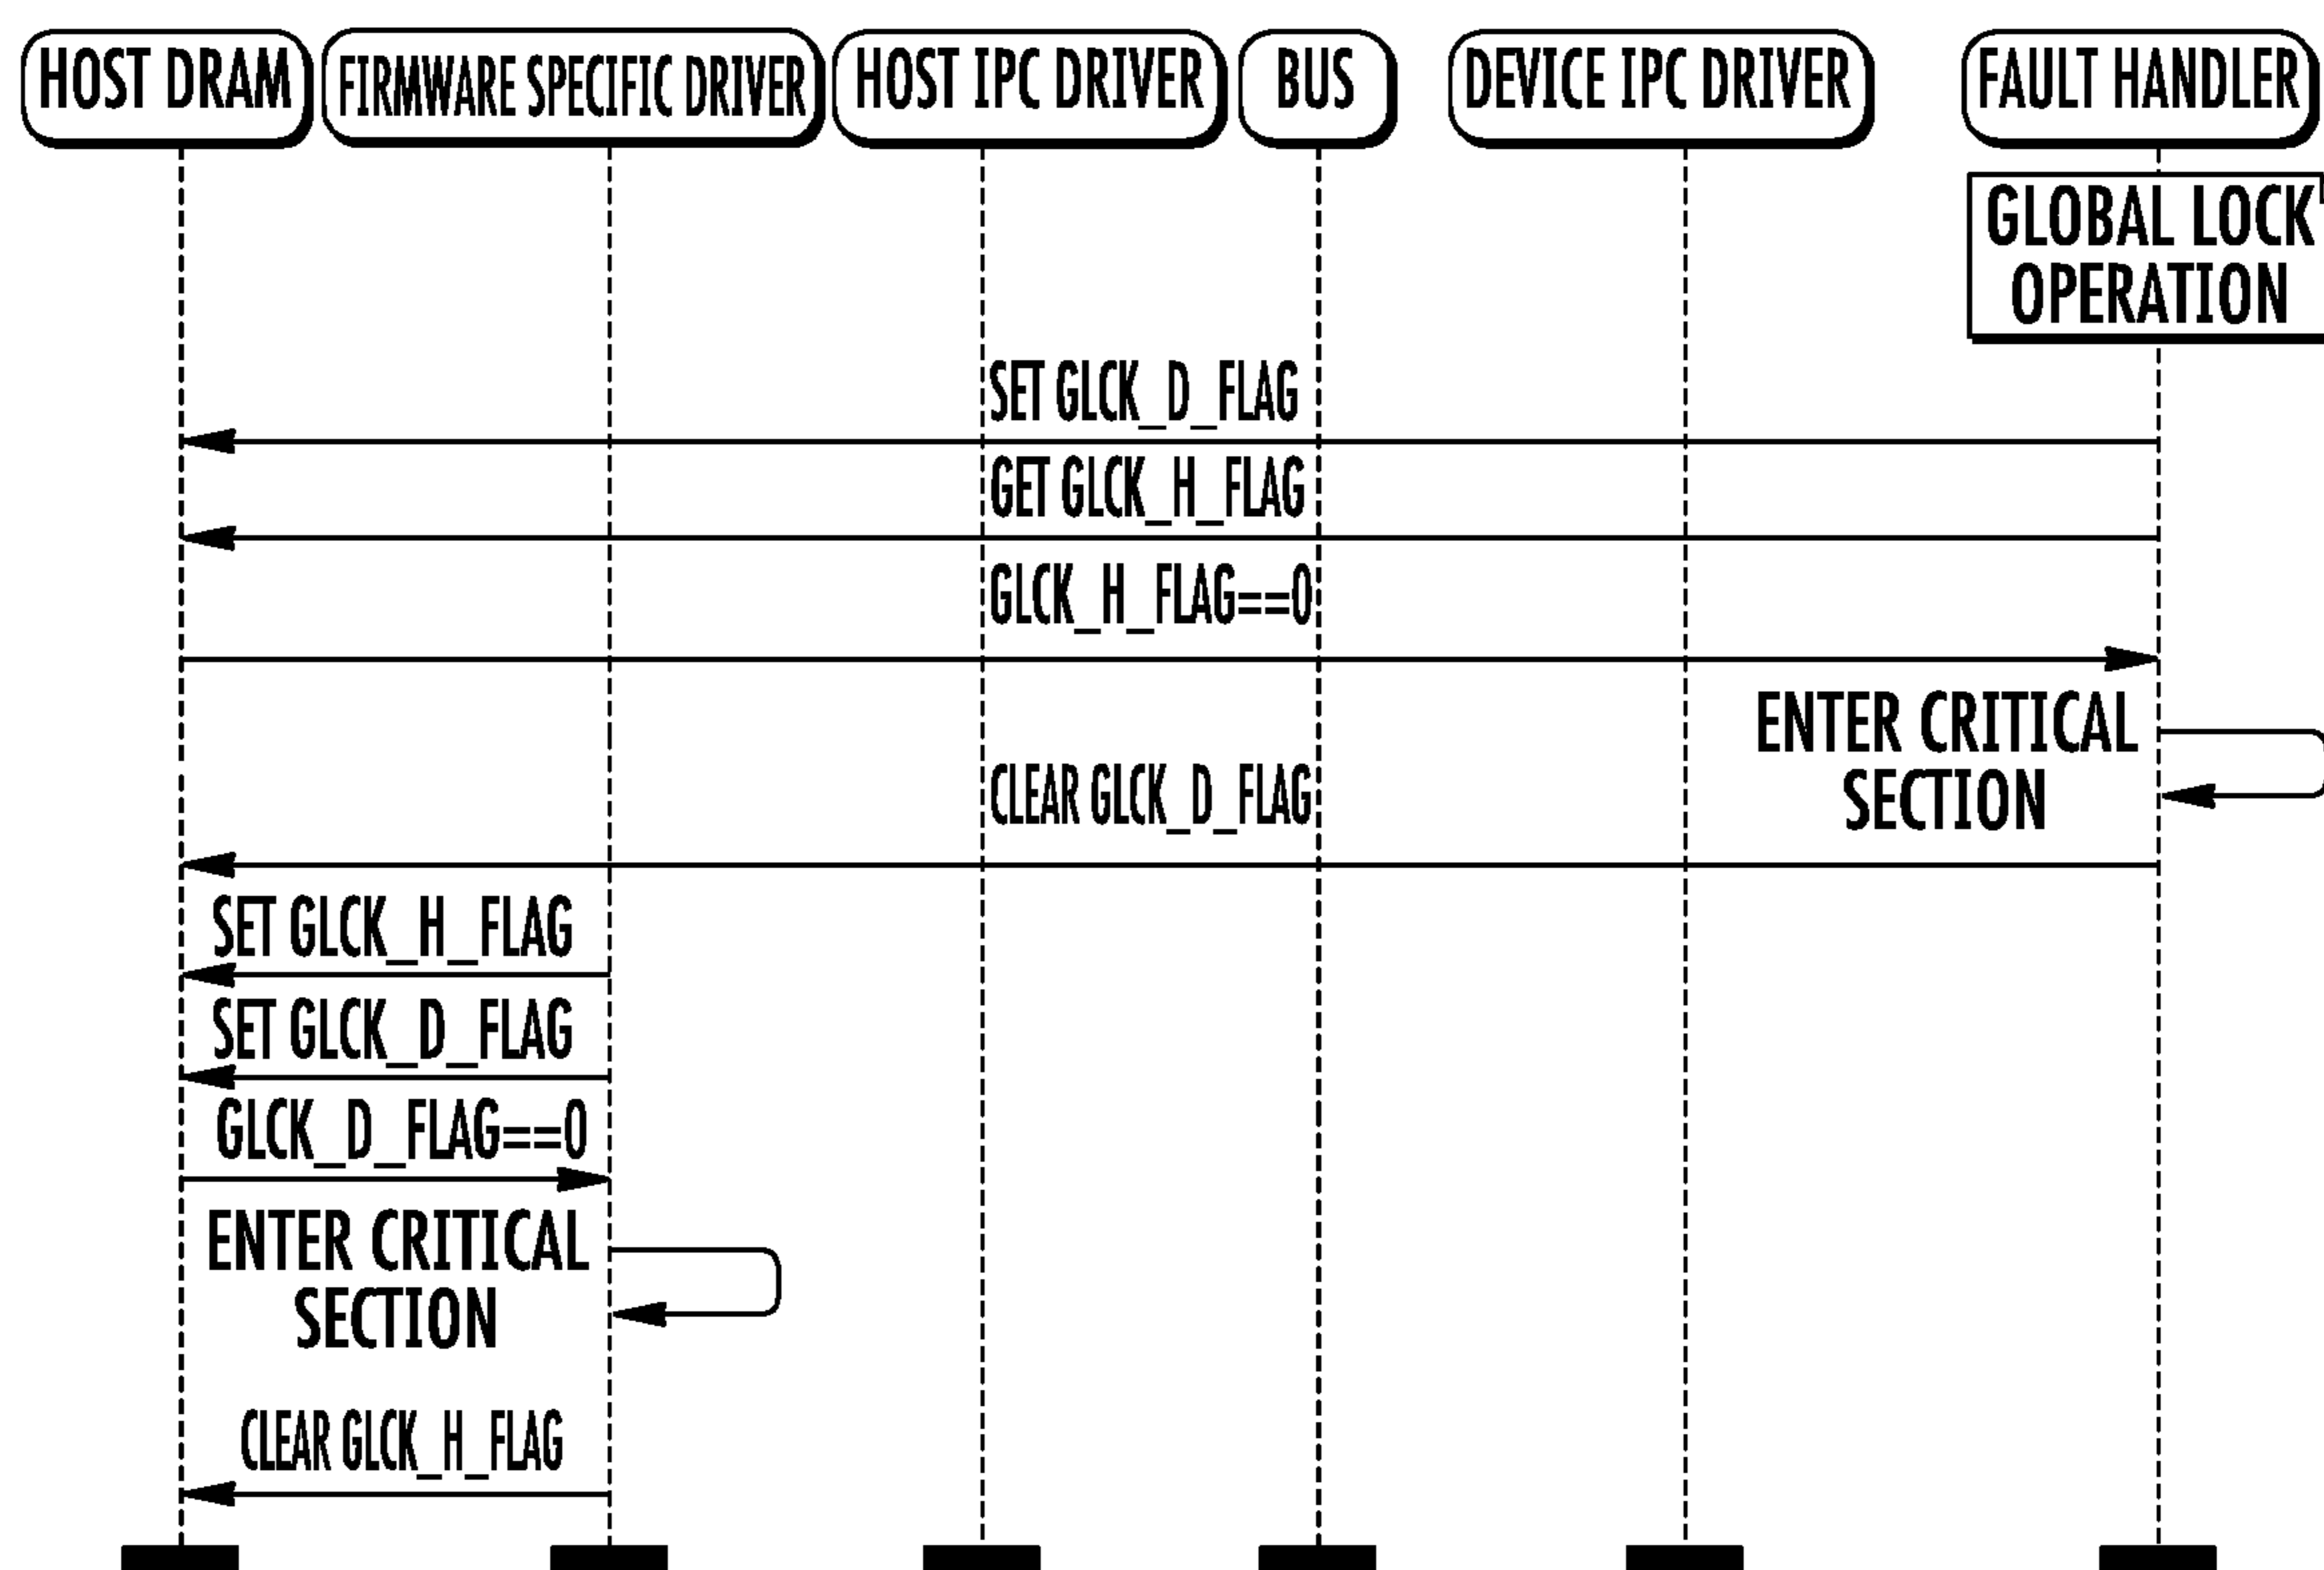 HOST DRAM
FIRMWARE SPECIFIC DRIVER
HOST IPC DRIVER
BUS
DEVICE IPC DRIVER
FAULT HANDLER
GLOBAL LOCK
OPERATION
SET GLCK_D_FLAG
GET GLCK_H_FLAG
GLCK_H_FLAG==0
ENTER CRITICAL
SECTION
CLEAR GLCK_D_FLAG
SET GLCK_H_FLAG
SET GLCK_D_FLAG
GLCK_D_FLAG==0
ENTER CRITICAL
SECTION
CLEAR GLCK_H_FLAG